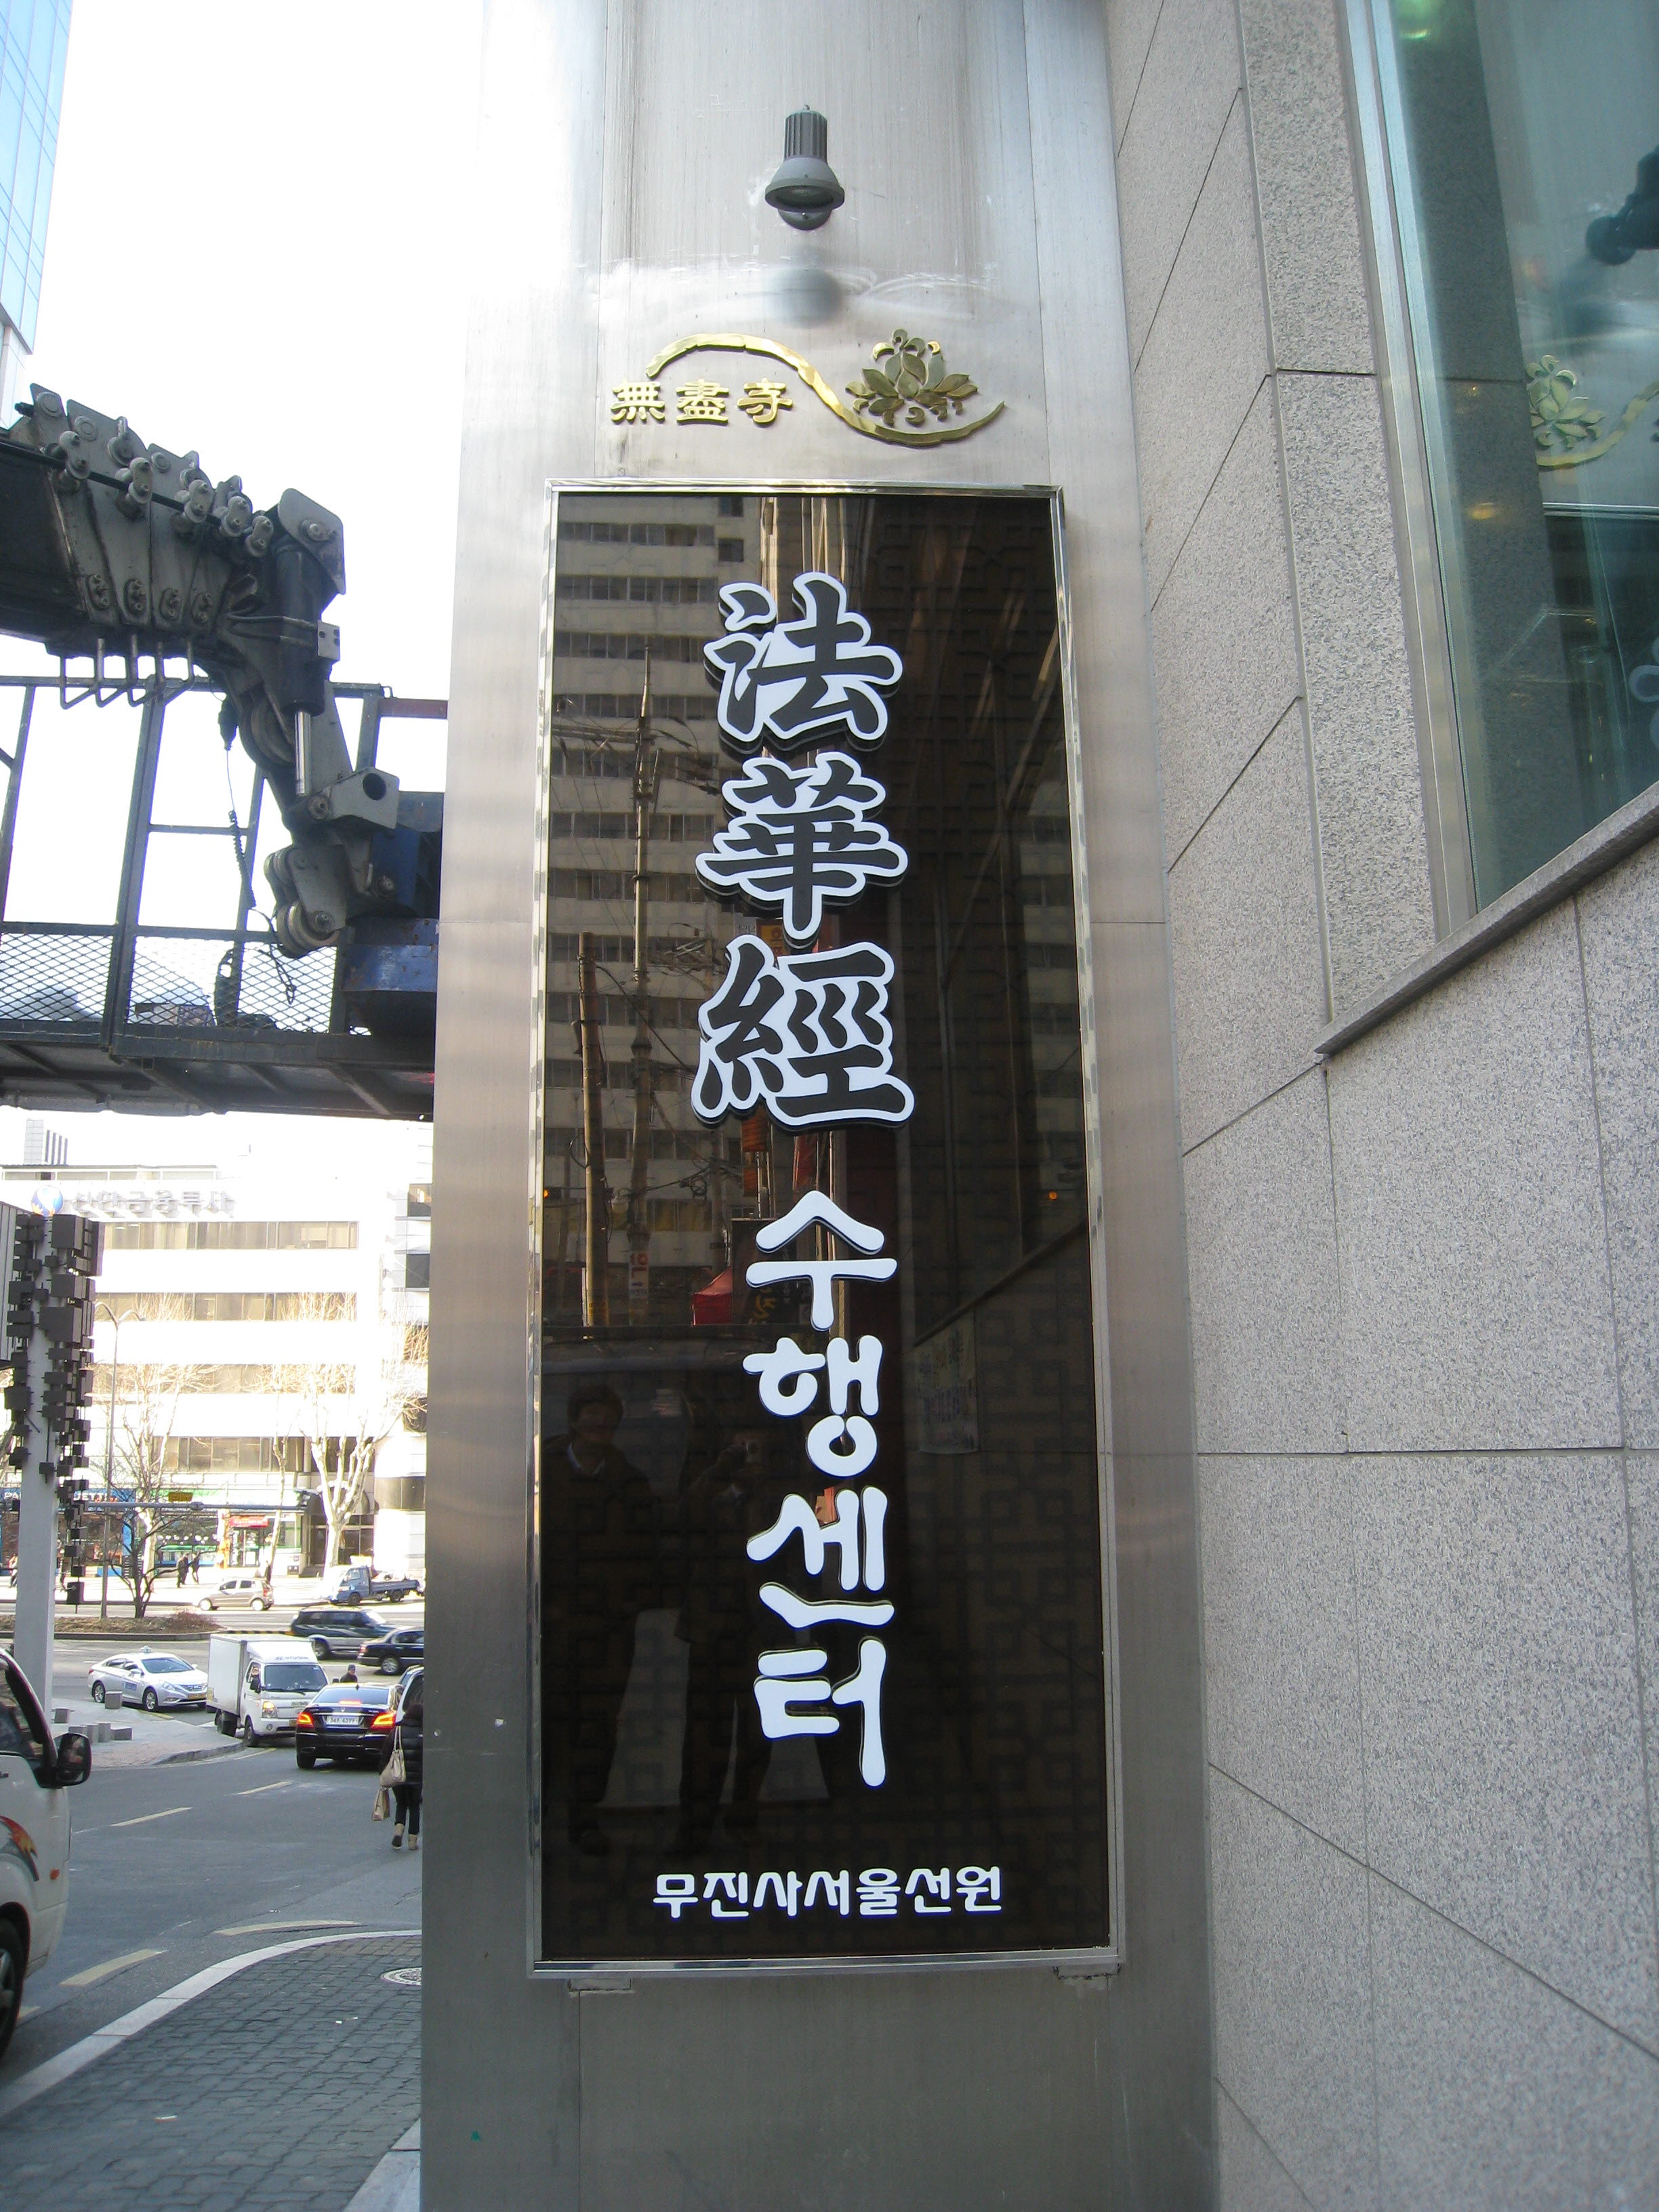 無盡寺
法華經 수행센터
무진사서울선원